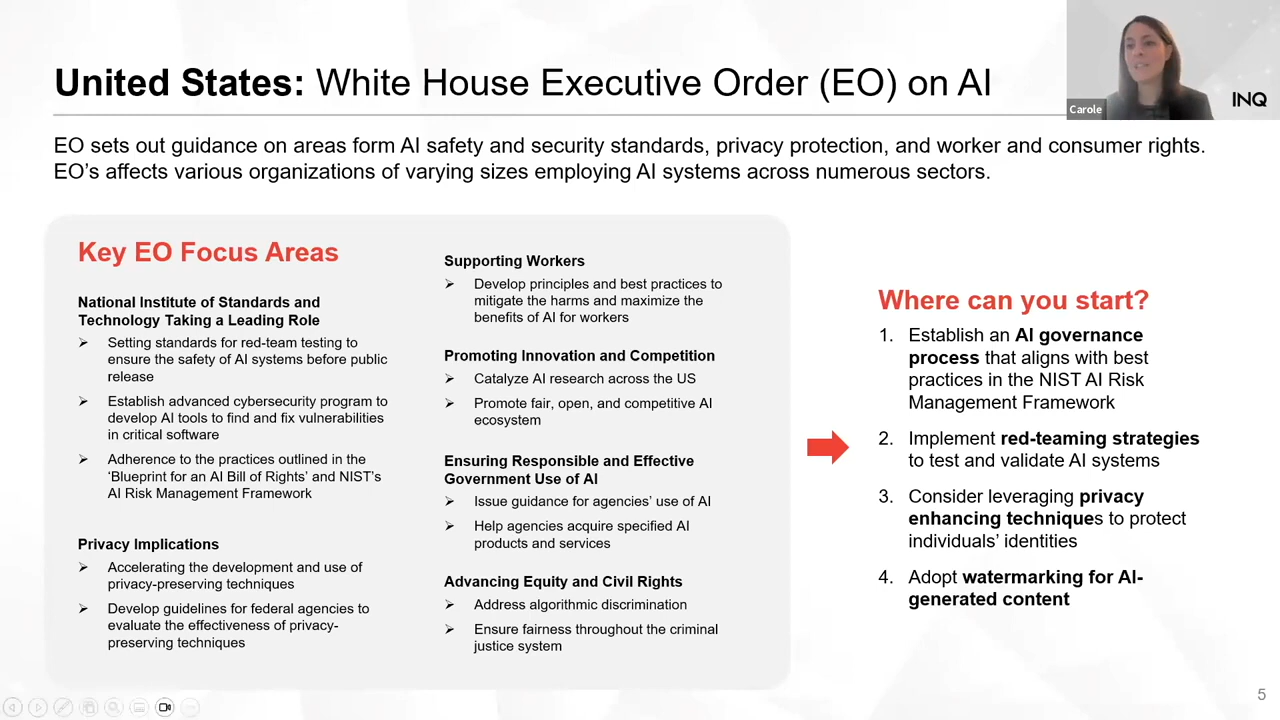 United States: White House Executive Order (EO) on AI
Carole
INQ
EO sets out guidance on areas form AI safety and security standards, privacy protection, and worker and consumer rights.
EO’s affects various organizations of varying sizes employing AI systems across numerous sectors.
Key EO Focus Areas
National Institute of Standards and
Technology Taking a Leading Role
Setting standards for red-team testing to
ensure the safety of AI systems before public
release
Establish advanced cybersecurity program to
develop AI tools to find and fix vulnerabilities
in critical software
Adherence to the practices outlined in the
‘Blueprint for an AI Bill of Rights’ and NIST’s
AI Risk Management Framework
Privacy Implications
Accelerating the development and use of
privacy-preserving techniques
Develop guidelines for federal agencies to
evaluate the effectiveness of privacy-
preserving techniques
Supporting Workers
Develop principles and best practices to
mitigate the harms and maximize the
benefits of AI for workers
Promoting Innovation and Competition
Catalyze AI research across the US
Promote fair, open, and competitive AI
ecosystem
Ensuring Responsible and Effective
Government Use of AI
Issue guidance for agencies’ use of AI
Help agencies acquire specified AI
products and services
Advancing Equity and Civil Rights
Address algorithmic discrimination
Ensure fairness throughout the criminal
justice system
Where can you start?
1. Establish an AI governance
process that aligns with best
practices in the NIST AI Risk
Management Framework
2. Implement red-teaming strategies
to test and validate AI systems
3. Consider leveraging privacy
enhancing techniques to protect
individuals’ identities
4. Adopt watermarking for AI-
generated content
5